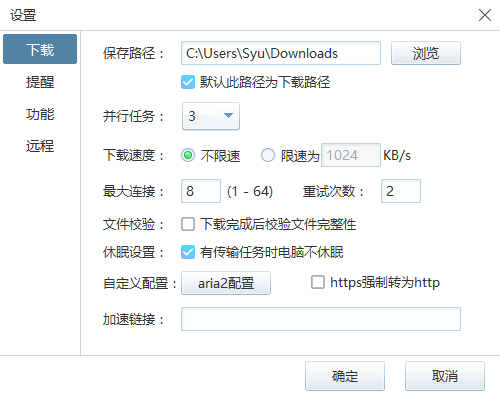 设置
下载
提醒
功能
远程
保存路径： C:\Users\Syu\Downloads 浏览
默认此路径为下载路径
并行任务： 3
下载速度： 不限速 限速为 1024 KB/s
最大连接： 8 (1 - 64) 重试次数： 2
文件校验： 下载完成后校验文件完整性
休眠设置： 有传输任务时电脑不休眠
自定义配置： aria2配置 https强制转为http
加速链接：
确定 取消